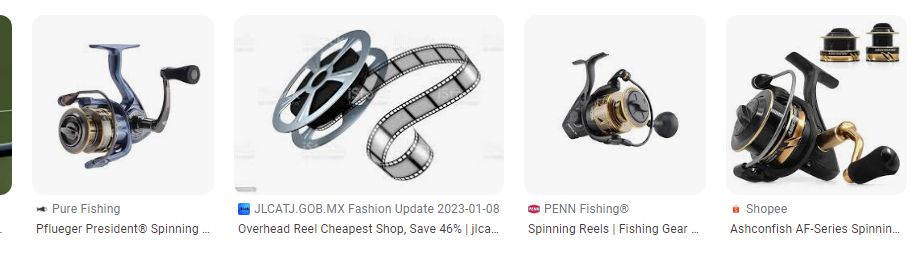 Pure Fishing
Pflueger President® Spinning ...
JLCATJ.GOB.MX Fashion Update 2023-01-08
Overhead Reel Cheapest Shop, Save 46% | jlca...
PENN
PENN Fishing®
Spinning Reels | Fishing Gear ...
Shopee
Ashconfish AF-Series Spinnin...